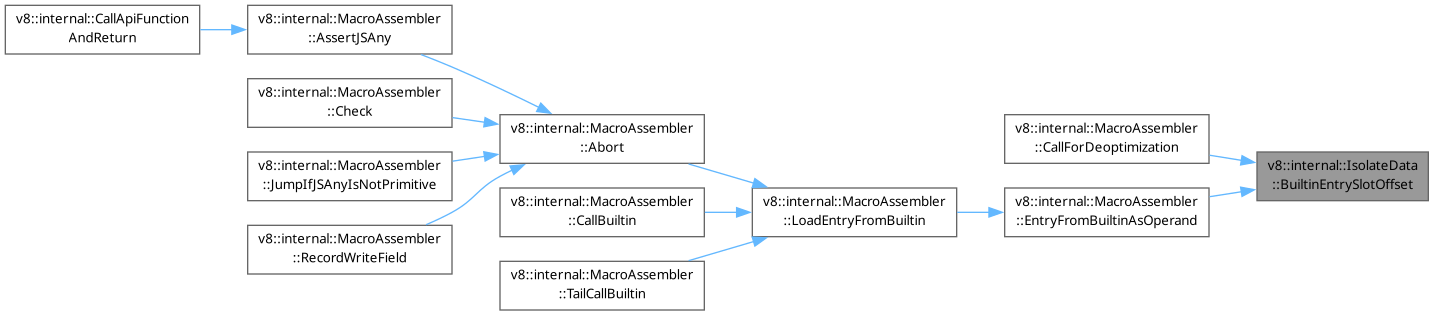 v8::internal::CallApiFunction
AndReturn
v8::internal::MacroAssembler
::AssertJSAny
v8::internal::MacroAssembler
::Check
v8::internal::MacroAssembler
::JumpIfJSAnyIsNotPrimitive
v8::internal::MacroAssembler
::RecordWriteField
v8::internal::MacroAssembler
::Abort
v8::internal::MacroAssembler
::CallBuiltin
v8::internal::MacroAssembler
::TailCallBuiltin
v8::internal::MacroAssembler
::LoadEntryFromBuiltin
v8::internal::MacroAssembler
::CallForDeoptimization
v8::internal::MacroAssembler
::EntryFromBuiltinAsOperand
v8::internal::IsolateData
::BuiltinEntrySlotOffset